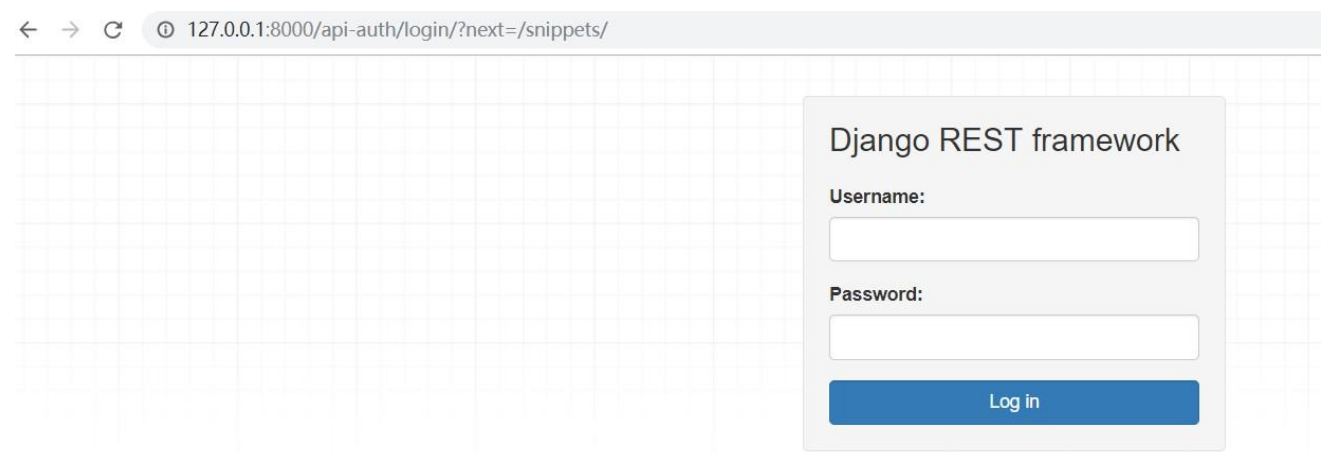 127.0.0.1:8000/api-auth/login/?next=/snippets/
Django REST framework
Username:
Password:
Log in